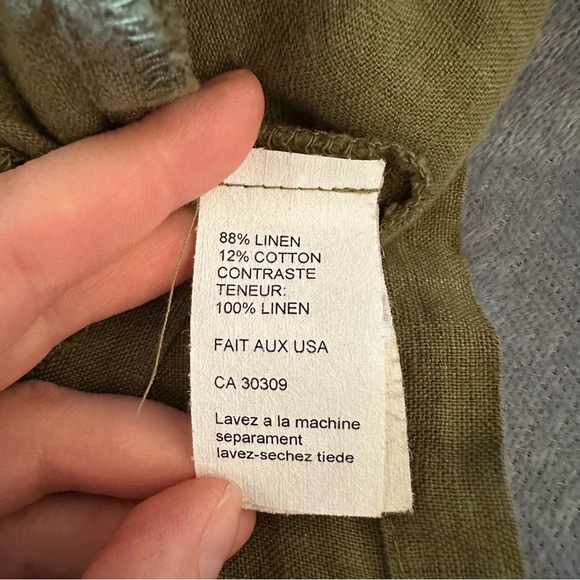 88% LINEN
12% COTTON
CONTRASTE
TENEUR:
100% LINEN
FAIT AUX USA
CA 30309
Lavez a la machine
separament
lavez-sechez tiede